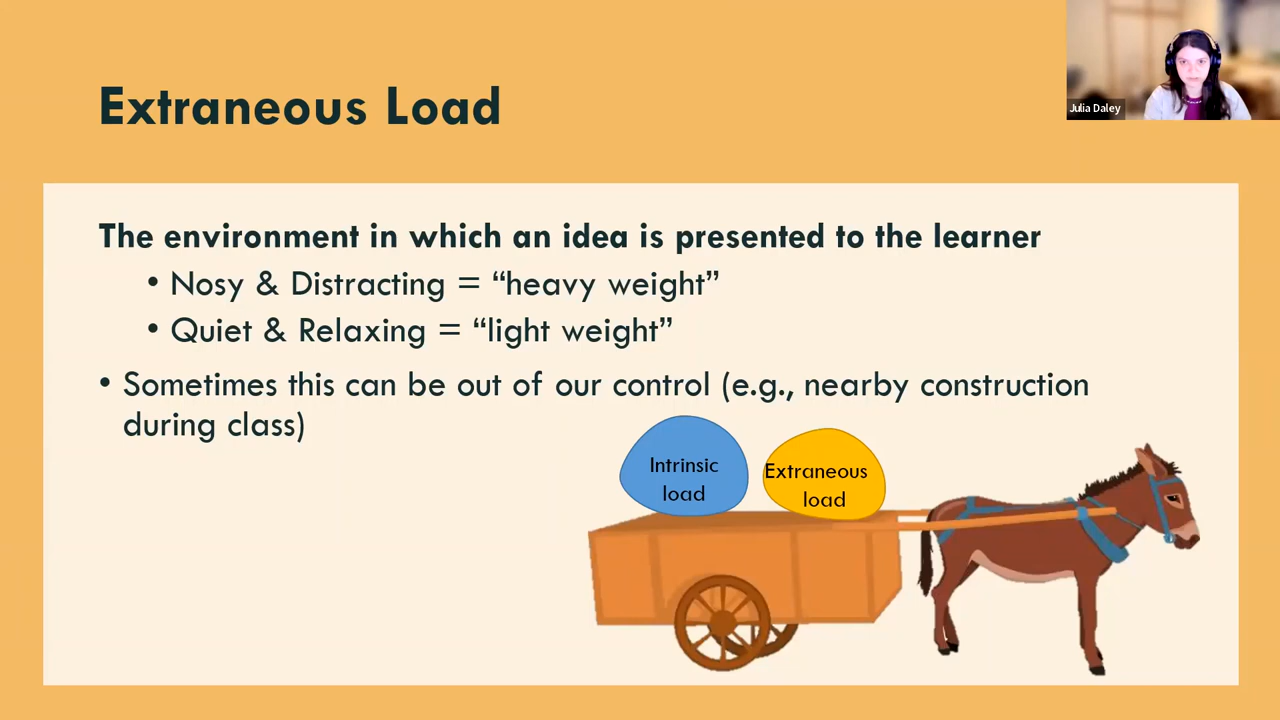 Julia Daley
Extraneous Load
The environment in which an idea is presented to the learner
• Nosy & Distracting = “heavy weight”
• Quiet & Relaxing = “light weight”
• Sometimes this can be out of our control (e.g., nearby construction
during class)
Intrinsic
load
Extraneous
load